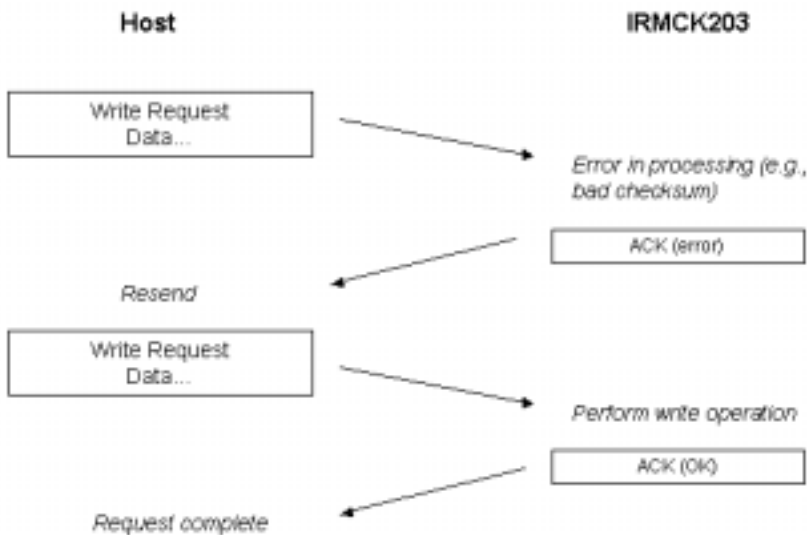 Host
IRMCK203
Write Request
Data...
Error in processing (e.g.,
bad checksum)
ACK (error)
Resend
Write Request
Data...
Perform write operation
ACK (OK)
Request complete